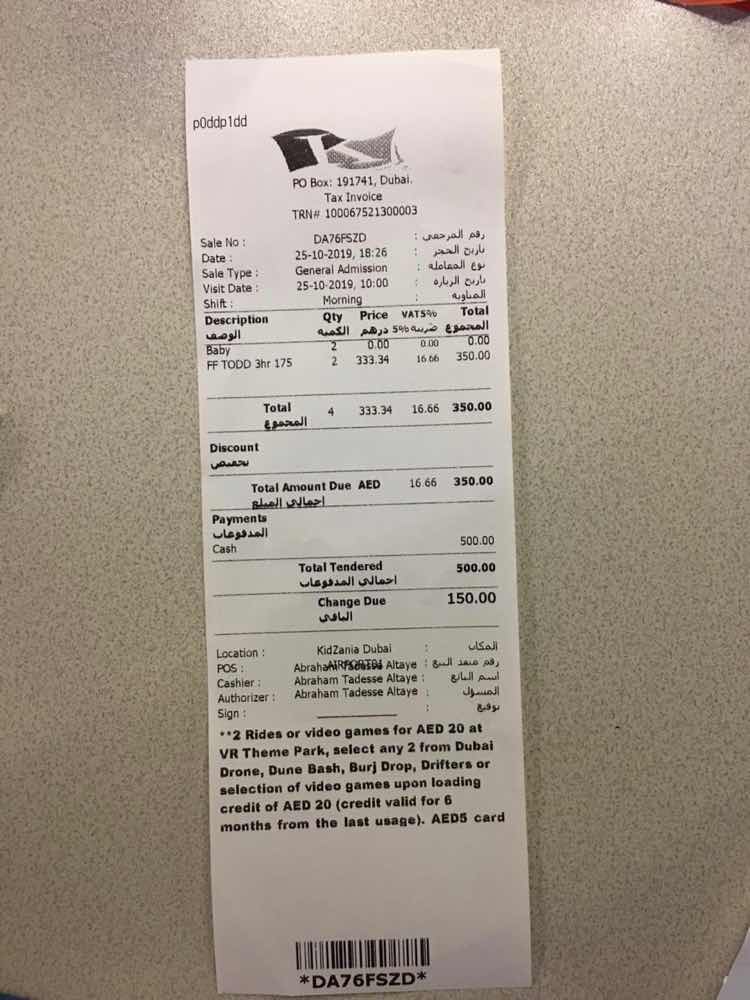 p0ddp1dd
PO Box: 191741, Dubai.
Tax Invoice
TRN# 100067521300003
Sale No : DA76FSZD : رقم المرجعي
Date : 25-10-2019, 18:26 : تاريخ الحجز
Sale Type : General Admission : نوع المعاملة
Visit Date : 25-10-2019, 10:00 : تاريخ الزيارة
Shift : Morning : المناوبة
Description Qty Price VAT5% Total
الوصف الكمية درهم ضريبة 5% المجموع
Baby 2 0.00 0.00 0.00
FF TODD 3hr 175 2 333.34 16.66 350.00
Total 4 333.34 16.66 350.00
المجموع
Discount
تخفيض
Total Amount Due AED 16.66 350.00
اجمالي المبلغ
Payments
المدفوعات
Cash 500.00
Total Tendered 500.00
اجمالي المدفوعات
Change Due 150.00
الباقي
Location : KidZania Dubai : المكان
POS : AIRPORT01 : رقم منفذ البيع
Cashier : Abraham Tadesse Altaye : اسم البائع
Authorizer : Abraham Tadesse Altaye : المسؤل
Sign : : توقيع
**2 Rides or video games for AED 20 at
VR Theme Park, select any 2 from Dubai
Drone, Dune Bash, Burj Drop, Drifters or
selection of video games upon loading
credit of AED 20 (credit valid for 6
months from the last usage). AED5 card
*DA76FSZD*